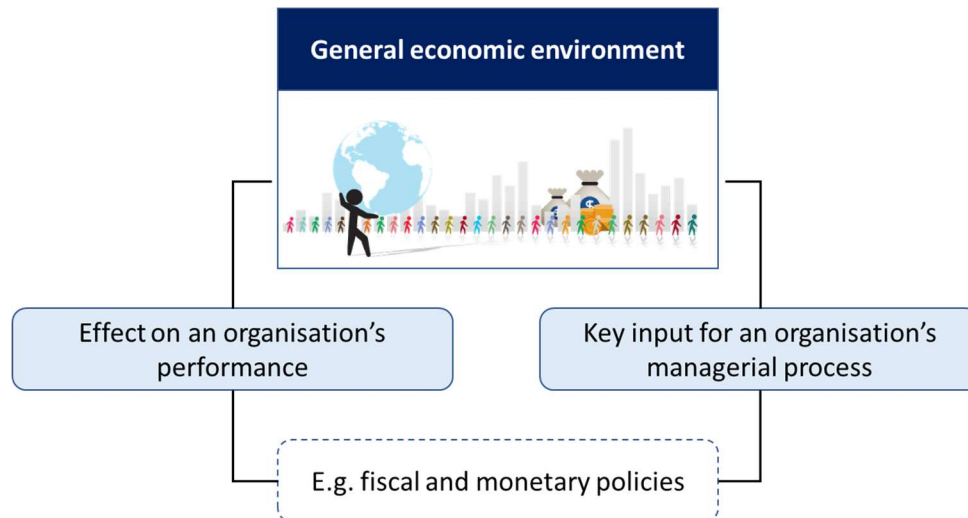 General economic environment
Effect on an organisation’s
performance
Key input for an organisation’s
managerial process
E.g. fiscal and monetary policies